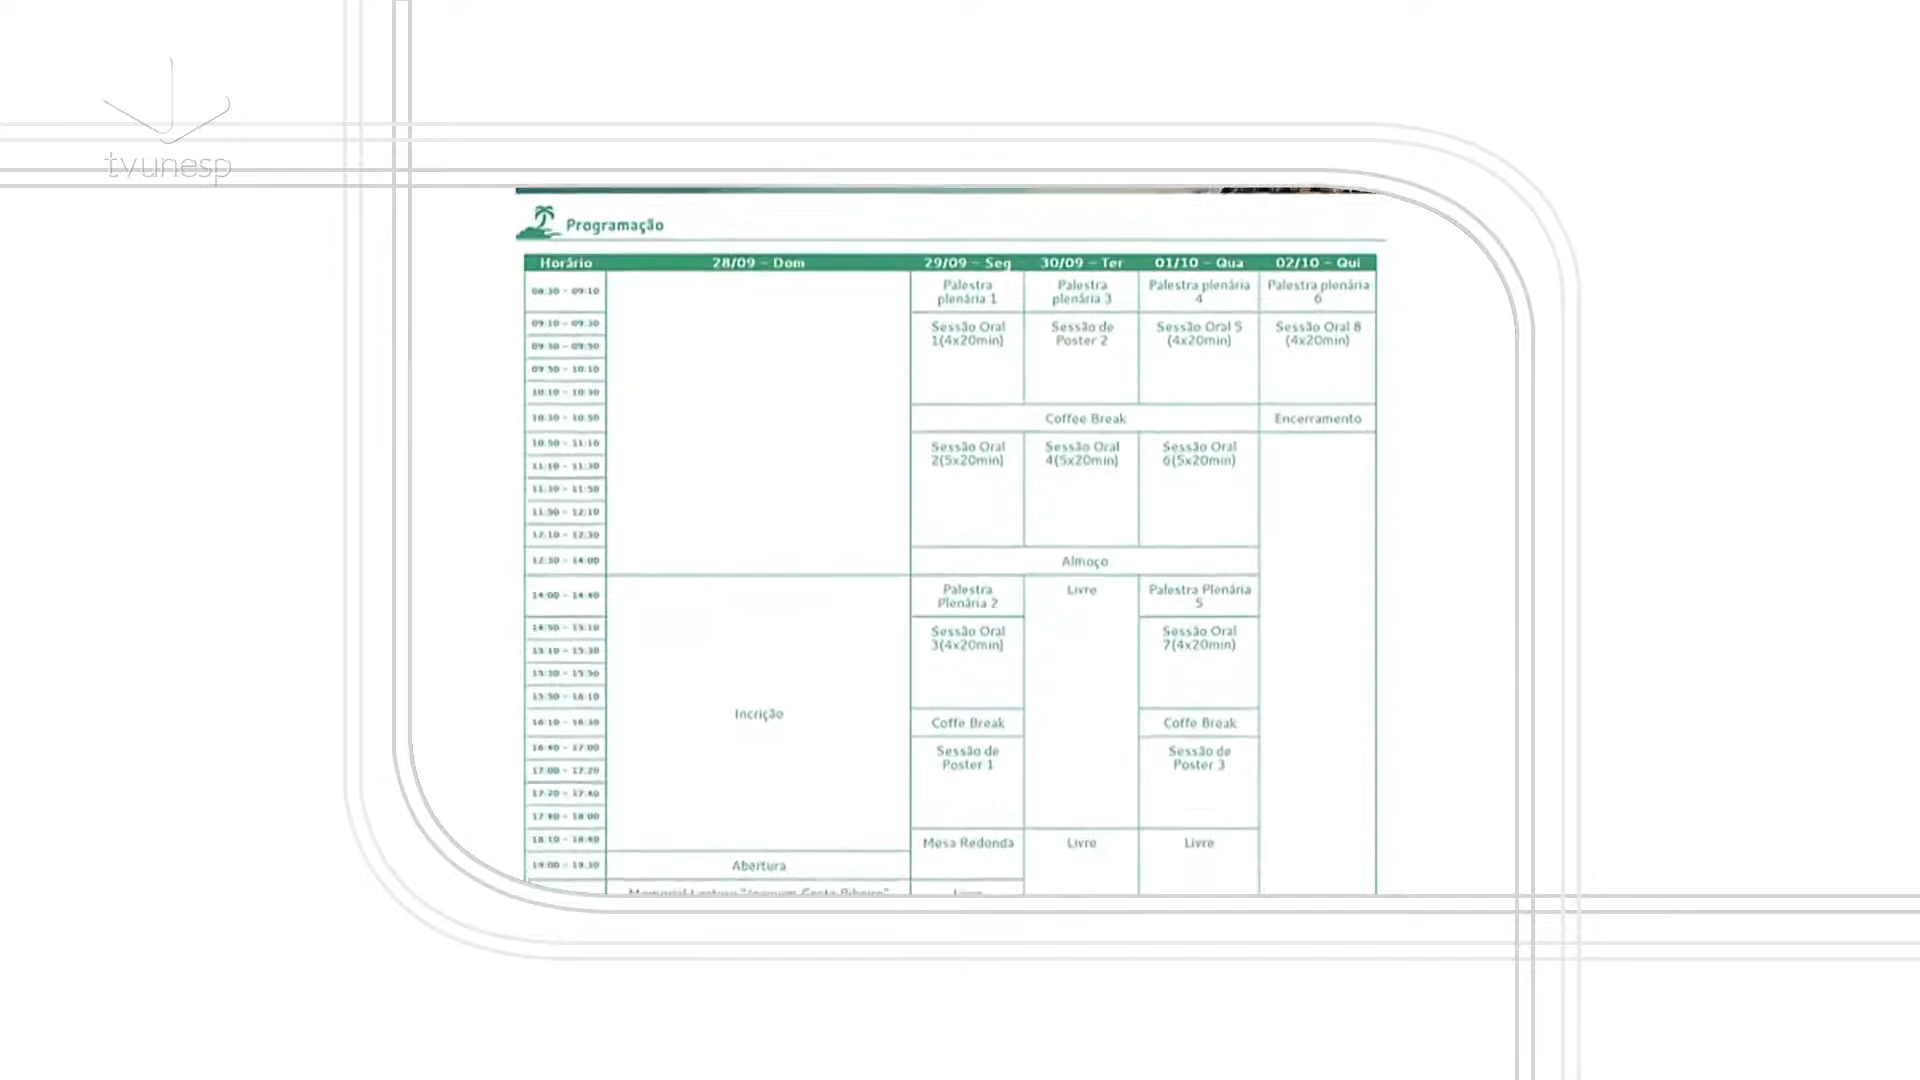 tvunesp
Programação
Horário 28/09 - Dom 29/09 - Seg 30/09 - Ter 01/10 - Qua 02/10 - Qui
08:30 - 09:10
Palestra plenária 1
Palestra plenária 3
Palestra plenária 4
Palestra plenária 6
09:10 - 09:30
Sessão Oral 1(4x20min)
Sessão de Poster 2
Sessão Oral 5 (4x20min)
Sessão Oral 8 (4x20min)
09:30 - 09:50
09:50 - 10:10
10:10 - 10:30
10:30 - 10:50
Coffee Break
Encerramento
10:50 - 11:10
Sessão Oral 2(5x20min)
Sessão Oral 4(5x20min)
Sessão Oral 6(5x20min)
11:10 - 11:30
11:30 - 11:50
11:50 - 12:10
12:10 - 12:30
12:30 - 14:00
Almoço
14:00 - 14:40
Palestra Plenária 2
Livre
Palestra Plenária 5
14:50 - 15:10
Sessão Oral 3(4x20min)
Sessão Oral 7(4x20min)
15:10 - 15:30
15:30 - 15:50
15:50 - 16:10
Incrição
16:10 - 16:30
Coffe Break
Coffe Break
16:40 - 17:00
Sessão de Poster 1
Sessão de Poster 3
17:00 - 17:20
17:20 - 17:40
17:40 - 18:00
18:10 - 18:40
Mesa Redonda
Livre
Livre
19:00 - 19:30
Abertura